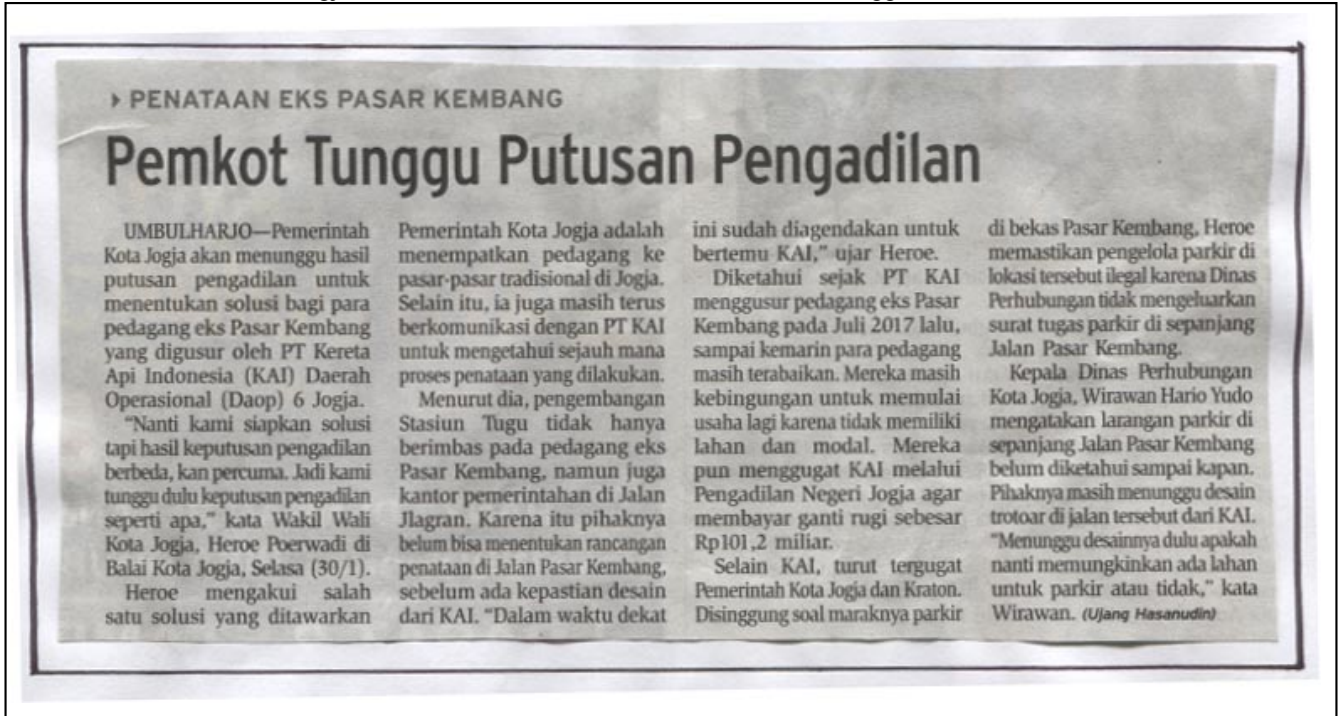 PENATAAN EKS PASAR KEMBANG
Pemkot Tunggu Putusan Pengadilan
UMBULHARJO—Pemerintah
Kota Jogja akan menunggu hasil
putusan pengadilan untuk
menentukan solusi bagi para
pedagang eks Pasar Kembang
yang digusur oleh PT Kereta
Api Indonesia (KAI) Daerah
Operasional (Daop) 6 Jogja.
"Nanti kami siapkan solusi
tapi hasil keputusan pengadilan
berbeda, kan percuma. Jadi kami
tunggu dulu keputusan pengadilan
seperti apa," kata Wakil Wali
Kota Jogja, Heroe Poerwadi di
Balai Kota Jogja, Selasa (30/1).
Heroe mengakui salah
satu solusi yang ditawarkan
Pemerintah Kota Jogja adalah
menempatkan pedagang ke
pasar-pasar tradisional di Jogja.
Selain itu, ia juga masih terus
berkomunikasi dengan PT KAI
untuk mengetahui sejauh mana
proses penataan yang dilakukan.
Menurut dia, pengembangan
Stasiun Tugu tidak hanya
berimbas pada pedagang eks
Pasar Kembang, namun juga
kantor pemerintahan di Jalan
Jlagran. Karena itu pihaknya
belum bisa menentukan rancangan
penataan di Jalan Pasar Kembang,
sebelum ada kepastian desain
dari KAI. "Dalam waktu dekat
ini sudah diagendakan untuk
bertemu KAI," ujar Heroe.
Diketahui sejak PT KAI
menggusur pedagang eks Pasar
Kembang pada Juli 2017 lalu,
sampai kemarin para pedagang
masih terabaikan. Mereka masih
kebingungan untuk memulai
usaha lagi karena tidak memiliki
lahan dan modal. Mereka
pun menggugat KAI melalui
Pengadilan Negeri Jogja agar
membayar ganti rugi sebesar
Rp101,2 miliar.
Selain KAI, turut tergugat
Pemerintah Kota Jogja dan Kraton.
Disinggung soal maraknya parkir
di bekas Pasar Kembang, Heroe
memastikan pengelola parkir di
lokasi tersebut ilegal karena Dinas
Perhubungan tidak mengeluarkan
surat tugas parkir di sepanjang
Jalan Pasar Kembang.
Kepala Dinas Perhubungan
Kota Jogja, Wirawan Hario Yudo
mengatakan larangan parkir di
sepanjang Jalan Pasar Kembang
belum diketahui sampai kapan.
Pihaknya masih menunggu desain
trotoar di jalan tersebut dari KAI.
"Menunggu desainnya dulu apakah
nanti memungkinkan ada lahan
untuk parkir atau tidak," kata
Wirawan. (Ujang Hasanudin)